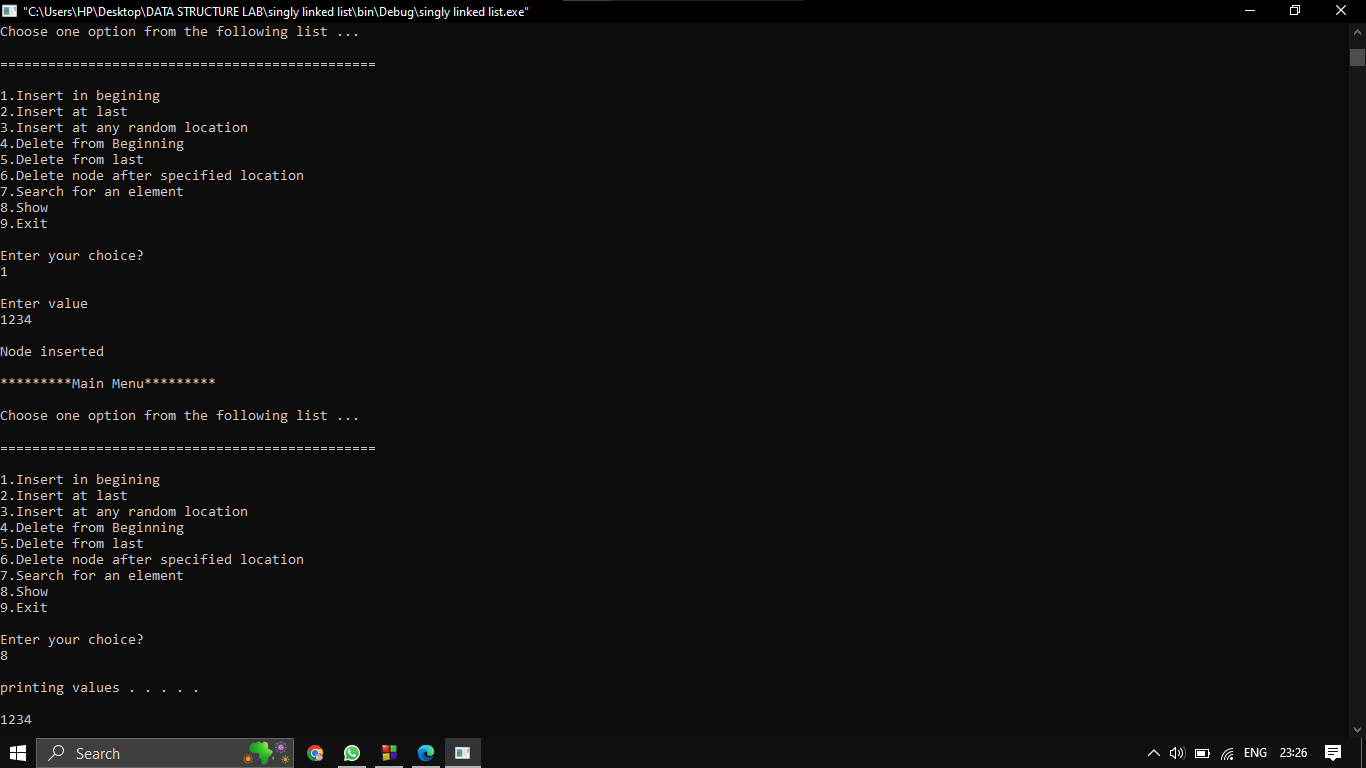 "C:\Users\HP\Desktop\DATA STRUCTURE LAB\singly linked list\bin\Debug\singly linked list.exe"
Choose one option from the following list ...
===============================================
1.Insert in begining
2.Insert at last
3.Insert at any random location
4.Delete from Beginning
5.Delete from last
6.Delete node after specified location
7.Search for an element
8.Show
9.Exit
Enter your choice?
1
Enter value
1234
Node inserted
*********Main Menu*********
Choose one option from the following list ...
===============================================
1.Insert in begining
2.Insert at last
3.Insert at any random location
4.Delete from Beginning
5.Delete from last
6.Delete node after specified location
7.Search for an element
8.Show
9.Exit
Enter your choice?
8
printing values . . . . .
1234
Search
ENG 23:26